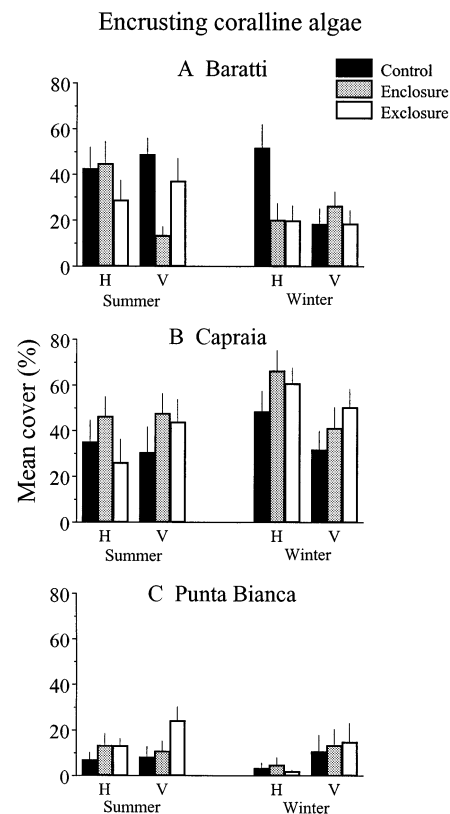 Encrusting coralline algae
A Baratti
Control
Enclosure
Exclosure
80
60
40
20
0
H V H V
Summer Winter
B Capraia
Mean cover (%)
80
60
40
20
0
H V H V
Summer Winter
C Punta Bianca
80
60
40
20
0
H V H V
Summer Winter